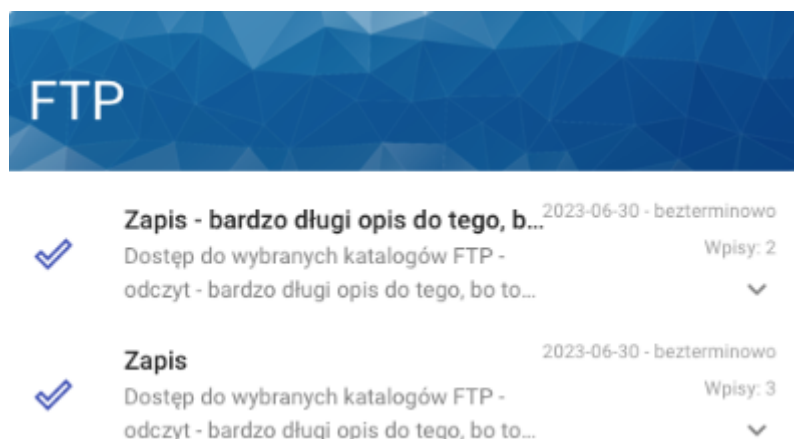 FTP
Zapis - bardzo długi opis do tego, b... 2023-06-30 - bezterminowo
Dostęp do wybranych katalogów FTP - Wpisy: 2
odczyt - bardzo długi opis do tego, bo to...
Zapis 2023-06-30 - bezterminowo
Dostęp do wybranych katalogów FTP - Wpisy: 3
odczyt - bardzo długi opis do tego, bo to...